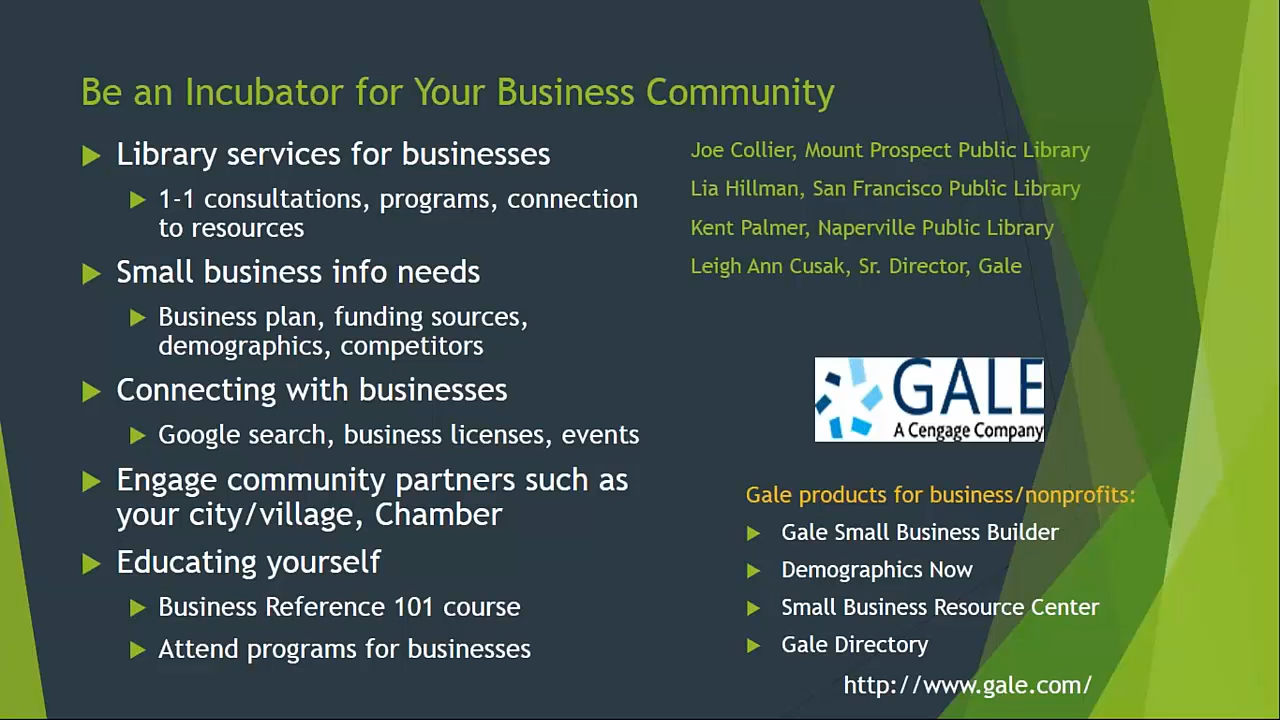 Be an Incubator for Your Business Community
Library services for businesses
1-1 consultations, programs, connection
to resources
Small business info needs
Business plan, funding sources,
demographics, competitors
Connecting with businesses
Google search, business licenses, events
Engage community partners such as
your city/village, Chamber
Educating yourself
Business Reference 101 course
Attend programs for businesses
Joe Collier, Mount Prospect Public Library
Lia Hillman, San Francisco Public Library
Kent Palmer, Naperville Public Library
Leigh Ann Cusak, Sr. Director, Gale
GALE
A Cengage Company
Gale products for business/nonprofits:
Gale Small Business Builder
Demographics Now
Small Business Resource Center
Gale Directory
http://www.gale.com/